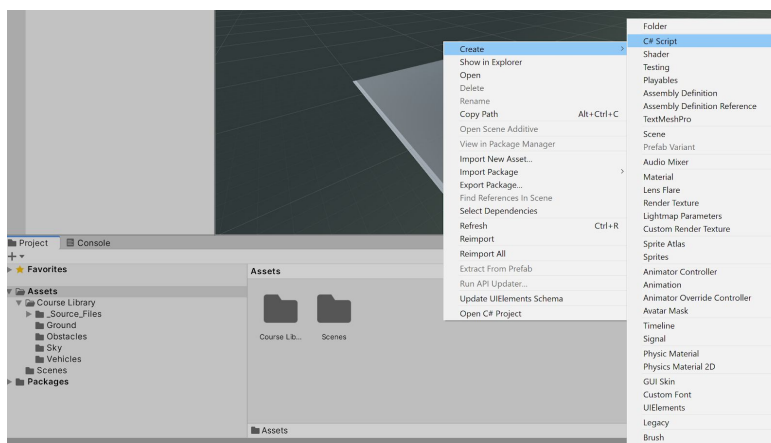 Create
Show in Explorer
Open
Delete
Rename
Copy Path Alt+Ctrl+C
Open Scene Additive
View in Package Manager
Import New Asset...
Import Package
Export Package...
Find References In Scene
Select Dependencies
Refresh Ctrl+R
Reimport
Reimport All
Extract From Prefab
Run API Updater...
Update UIElements Schema
Open C# Project
Folder
C# Script
Shader
Testing
Playables
Assembly Definition
Assembly Definition Reference
TextMeshPro
Scene
Prefab Variant
Audio Mixer
Material
Lens Flare
Render Texture
Lightmap Parameters
Custom Render Texture
Sprite Atlas
Sprites
Animator Controller
Animation
Animator Override Controller
Avatar Mask
Timeline
Signal
Physic Material
Physics Material 2D
GUI Skin
Custom Font
UIElements
Legacy
Brush
Project Console
Favorites
Assets
Course Library
_Source_Files
Ground
Obstacles
Sky
Vehicles
Scenes
Packages
Assets
Course Lib... Scenes
Assets